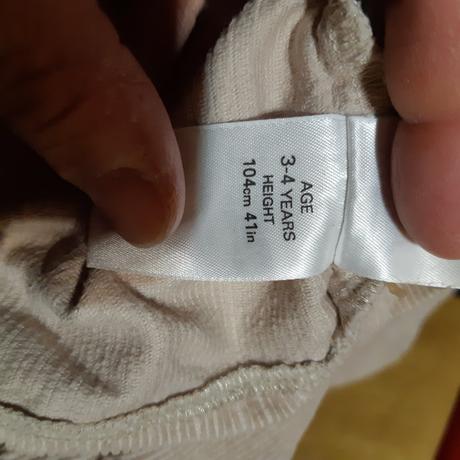 AGE
3-4 YEARS
HEIGHT
104cm 41in